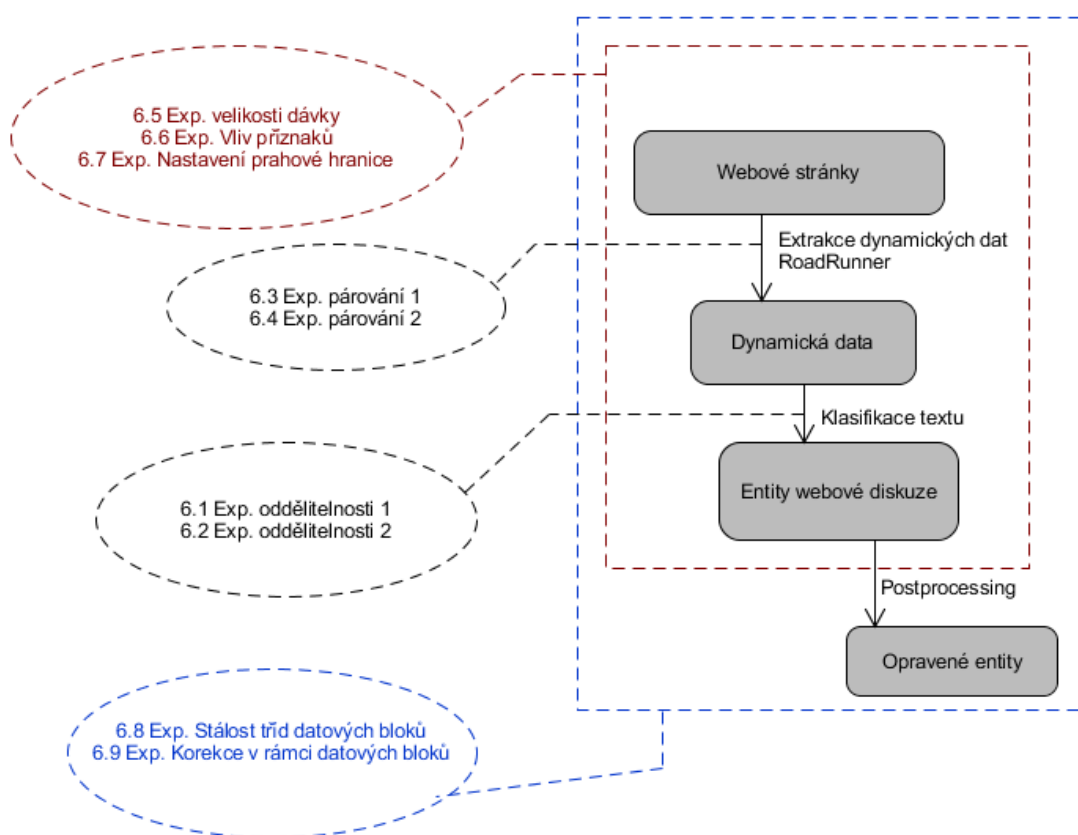 6.5 Exp. velikosti dávky
6.6 Exp. Vliv příznaků
6.7 Exp. Nastavení prahové hranice
Webové stránky
Extrakce dynamických dat
RoadRunner
6.3 Exp. párování 1
6.4 Exp. párování 2
Dynamická data
Klasifikace textu
6.1 Exp. oddělitelnosti 1
6.2 Exp. oddělitelnosti 2
Entity webové diskuze
Postprocessing
Opravené entity
6.8 Exp. Stálost tříd datových bloků
6.9 Exp. Korekce v rámci datových bloků